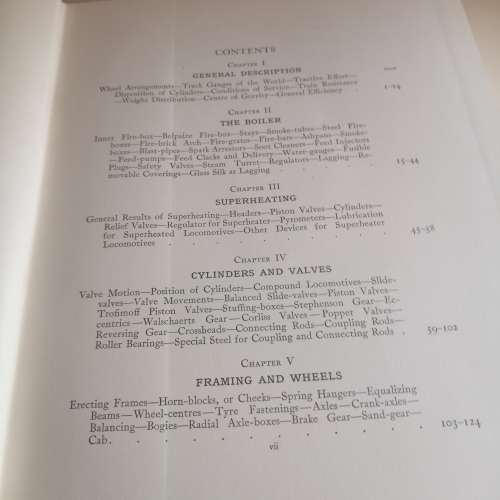 CONTENTS
CHAPTER I
GENERAL DESCRIPTION
PAGE
Wheel Arrangements—Track Gauges of the World—Tractive Effort—
Disposition of Cylinders—Conditions of Service—Train Resistance
—Weight Distribution—Centre of Gravity—General Efficiency . 1-14
CHAPTER II
THE BOILER
Inner Fire-box—Belpaire Fire-box—Stays—Smoke-tubes—Steel Fire-
boxes—Fire-brick Arch—Fire-grates—Fire-bars—Ashpans—Smoke-
boxes—Blast-pipes—Spark Arrestors—Soot Cleaners—Feed Injectors
—Feed-pumps—Feed Clacks and Delivery—Water-gauges—Fusible
Plugs—Safety Valves—Steam Turret—Regulators—Lagging—Re-
movable Coverings—Glass Silk as Lagging . . . . 15-44
CHAPTER III
SUPERHEATING
General Results of Superheating—Headers—Piston Valves—Cylinders—
Relief Valves—Regulator for Superheater—Pyrometers—Lubrication
for Superheated Locomotives—Other Devices for Superheater
Locomotives . . . . . . . . . 45-58
CHAPTER IV
CYLINDERS AND VALVES
Valve Motion—Position of Cylinders—Compound Locomotives—Slide-
valves—Valve Movements—Balanced Slide-valves—Piston Valves—
Trofimoff Piston Valves—Stuffing-boxes—Stephenson Gear—Ec-
centrics—Walschaerts Gear—Corliss Valves—Poppet Valves—
Reversing Gear—Crossheads—Connecting Rods—Coupling Rods—
Roller Bearings—Special Steel for Coupling and Connecting Rods . 59-102
CHAPTER V
FRAMING AND WHEELS
Erecting Frames—Horn-blocks, or Cheeks—Spring Hangers—Equalizing
Beams—Wheel-centres—Tyre Fastenings—Axles—Crank-axles—
Balancing—Bogies—Radial Axle-boxes—Brake Gear—Sand-gear—
Cab . . . . . . . . . . 103-124
vii